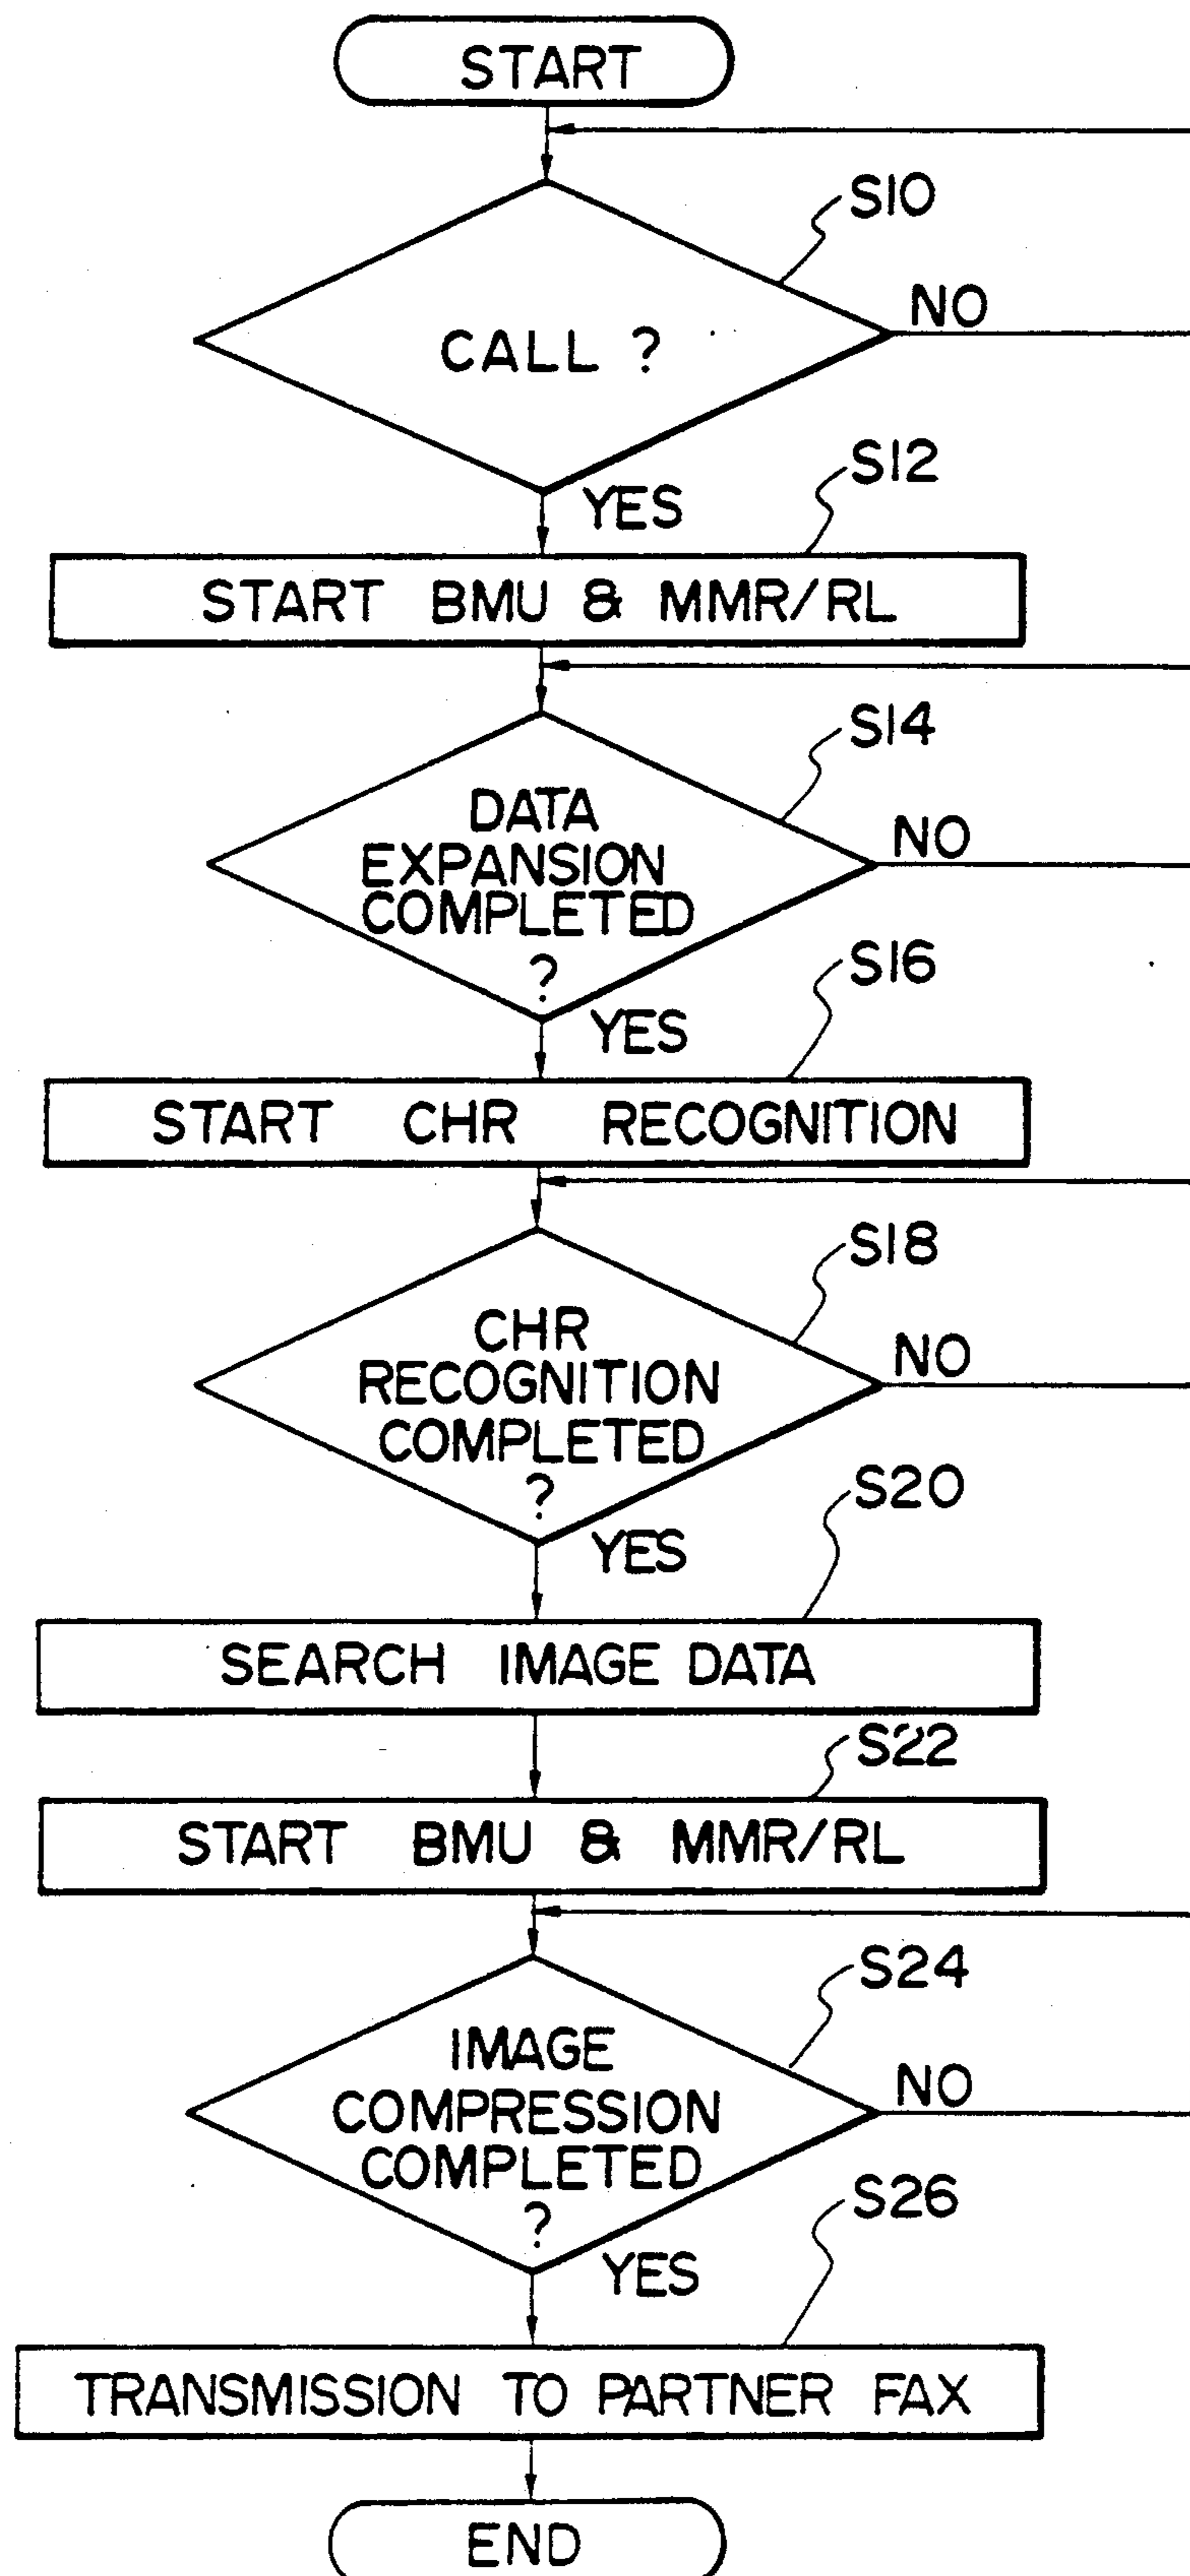 START
S10
CALL ?
NO
YES
S12
START BMU & MMR/RL
S14
DATA
EXPANSION
COMPLETED
?
NO
YES
S16
START CHR RECOGNITION
S18
CHR
RECOGNITION
COMPLETED
?
NO
YES
S20
SEARCH IMAGE DATA
S22
START BMU & MMR/RL
S24
IMAGE
COMPRESSION
COMPLETED
?
NO
YES
S26
TRANSMISSION TO PARTNER FAX
END